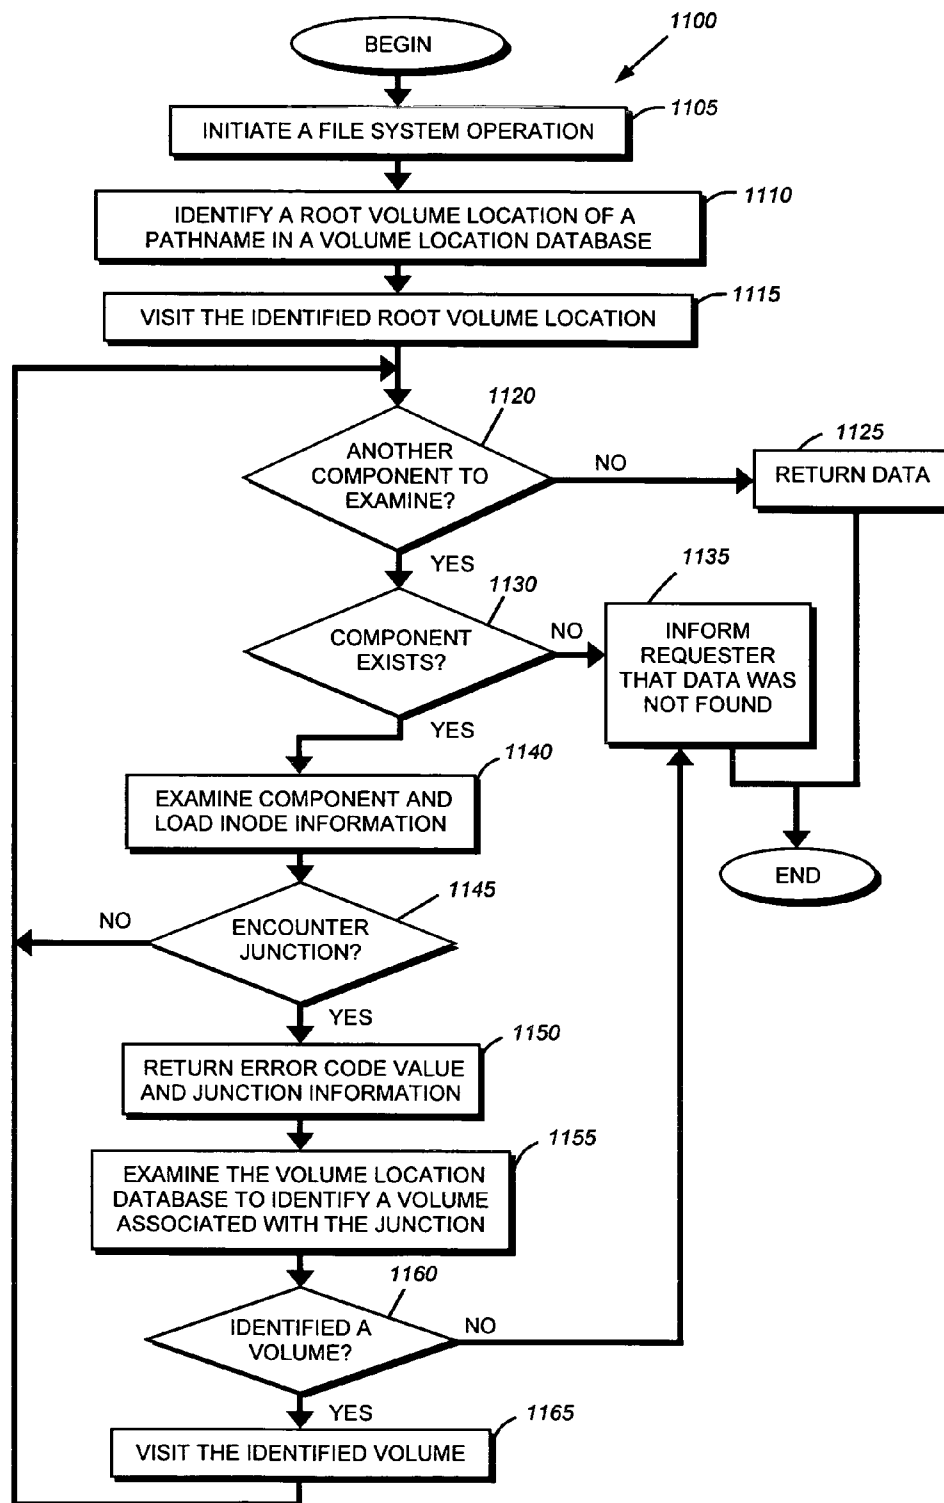 BEGIN
1100
1105
INITIATE A FILE SYSTEM OPERATION
1110
IDENTIFY A ROOT VOLUME LOCATION OF A
PATHNAME IN A VOLUME LOCATION DATABASE
1115
VISIT THE IDENTIFIED ROOT VOLUME LOCATION
1120
ANOTHER
COMPONENT TO
EXAMINE?
NO
1125
RETURN DATA
YES
1130
COMPONENT
EXISTS?
NO
1135
INFORM
REQUESTER
THAT DATA WAS
NOT FOUND
YES
1140
EXAMINE COMPONENT AND
LOAD INODE INFORMATION
END
1145
ENCOUNTER
JUNCTION?
NO
YES
1150
RETURN ERROR CODE VALUE
AND JUNCTION INFORMATION
1155
EXAMINE THE VOLUME LOCATION
DATABASE TO IDENTIFY A VOLUME
ASSOCIATED WITH THE JUNCTION
1160
IDENTIFIED A
VOLUME?
NO
YES
1165
VISIT THE IDENTIFIED VOLUME